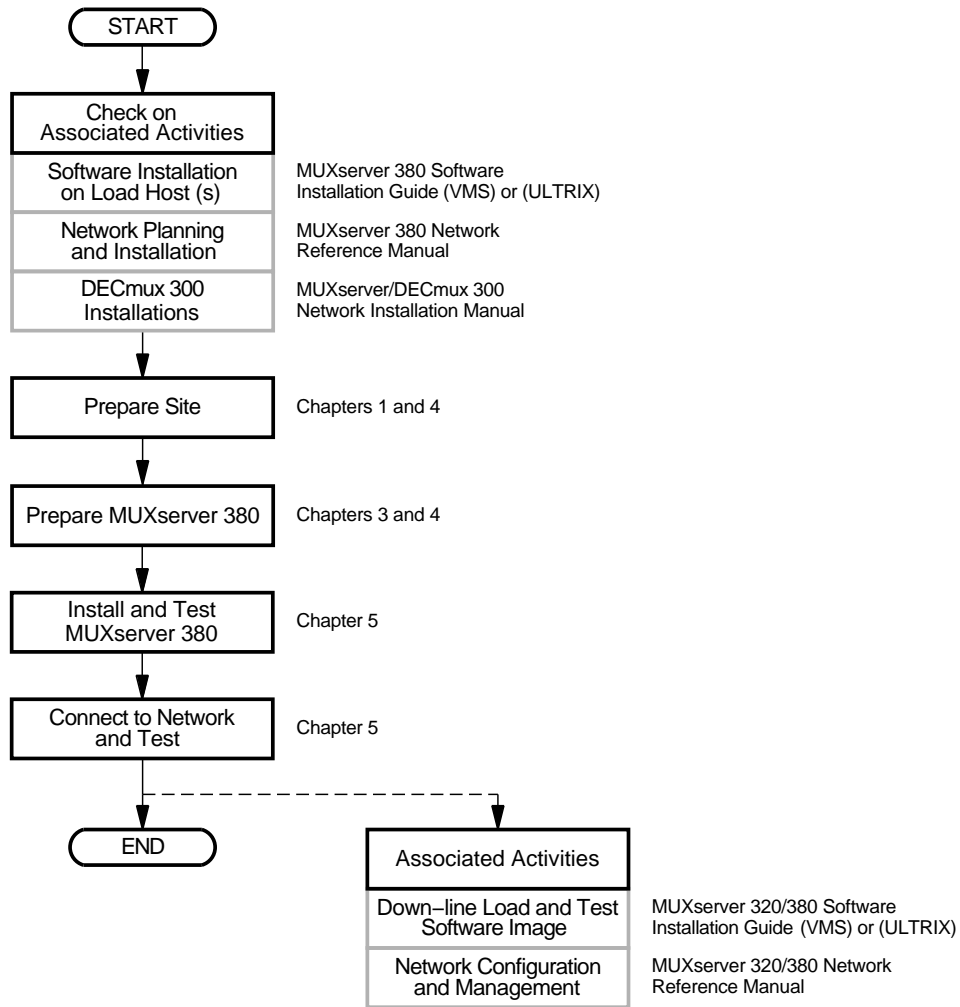 START
Check on
Associated Activities
Software Installation
on Load Host (s)
MUXserver 380 Software
Installation Guide (VMS) or (ULTRIX)
Network Planning
and Installation
MUXserver 380 Network
Reference Manual
DECmux 300
Installations
MUXserver/DECmux 300
Network Installation Manual
Prepare Site
Chapters 1 and 4
Prepare MUXserver 380
Chapters 3 and 4
Install and Test
MUXserver 380
Chapter 5
Connect to Network
and Test
Chapter 5
END
Associated Activities
Down–line Load and Test
Software Image
MUXserver 320/380 Software
Installation Guide (VMS) or (ULTRIX)
Network Configuration
and Management
MUXserver 320/380 Network
Reference Manual